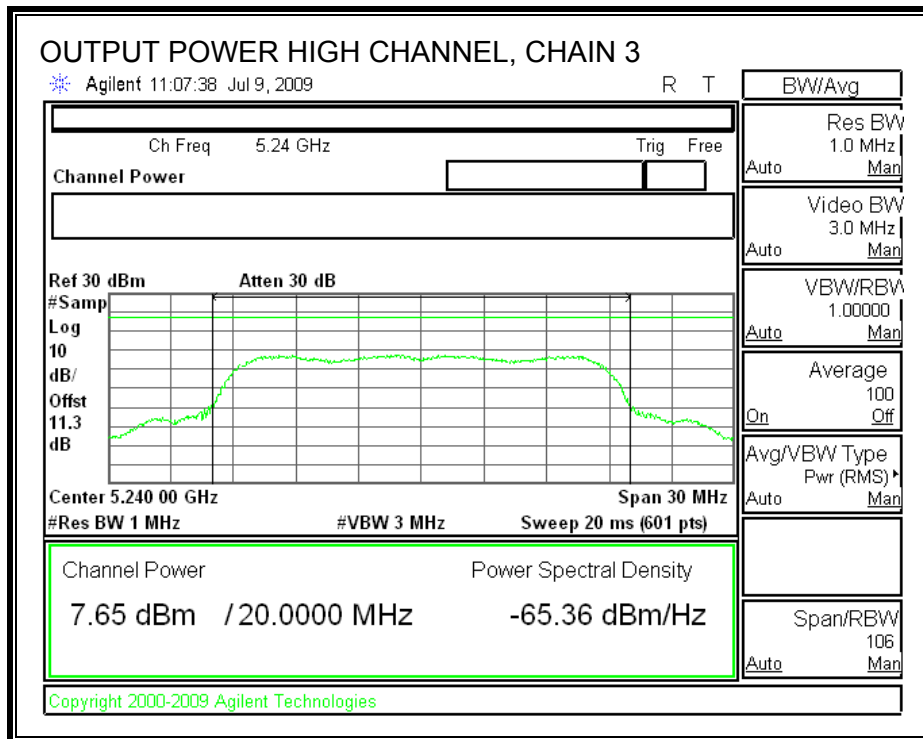 OUTPUT POWER HIGH CHANNEL, CHAIN 3
Agilent 11:07:38 Jul 9, 2009
R T
Ch Freq 5.24 GHz Trig Free
Channel Power
Ref 30 dBm Atten 30 dB
#Samp
Log
10
dB/
Offst
11.3
dB
Center 5.240 00 GHz Span 30 MHz
#Res BW 1 MHz #VBW 3 MHz Sweep 20 ms (601 pts)
Channel Power Power Spectral Density
7.65 dBm / 20.0000 MHz -65.36 dBm/Hz
Copyright 2000-2009 Agilent Technologies
BW/Avg
Res BW
1.0 MHz
Auto Man
Video BW
3.0 MHz
Auto Man
VBW/RBW
1.00000
Auto Man
Average
100
On Off
Avg/VBW Type
Pwr (RMS)
Auto Man
Span/RBW
106
Auto Man